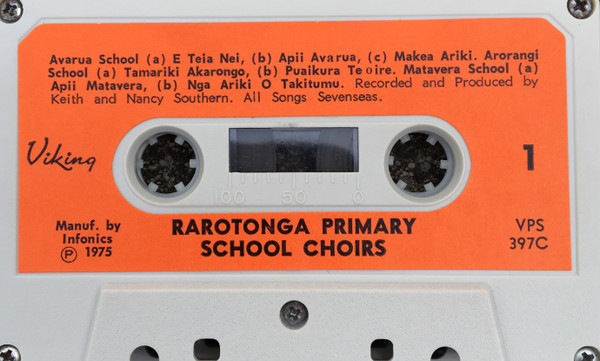 Avarua School (a) E Teia Nei, (b) Apii Avarua, (c) Makea Ariki. Arorangi
School (a) Tamariki Akarongo, (b) Puaikura Te oire. Matavera School (a)
Apii Matavera, (b) Nga Ariki O Takitumu. Recorded and Produced by
Keith and Nancy Southern. All Songs Sevenseas.
Viking
1
100 50 0
Manuf. by
Infonics
Ⓟ 1975
RAROTONGA PRIMARY
SCHOOL CHOIRS
VPS
397C